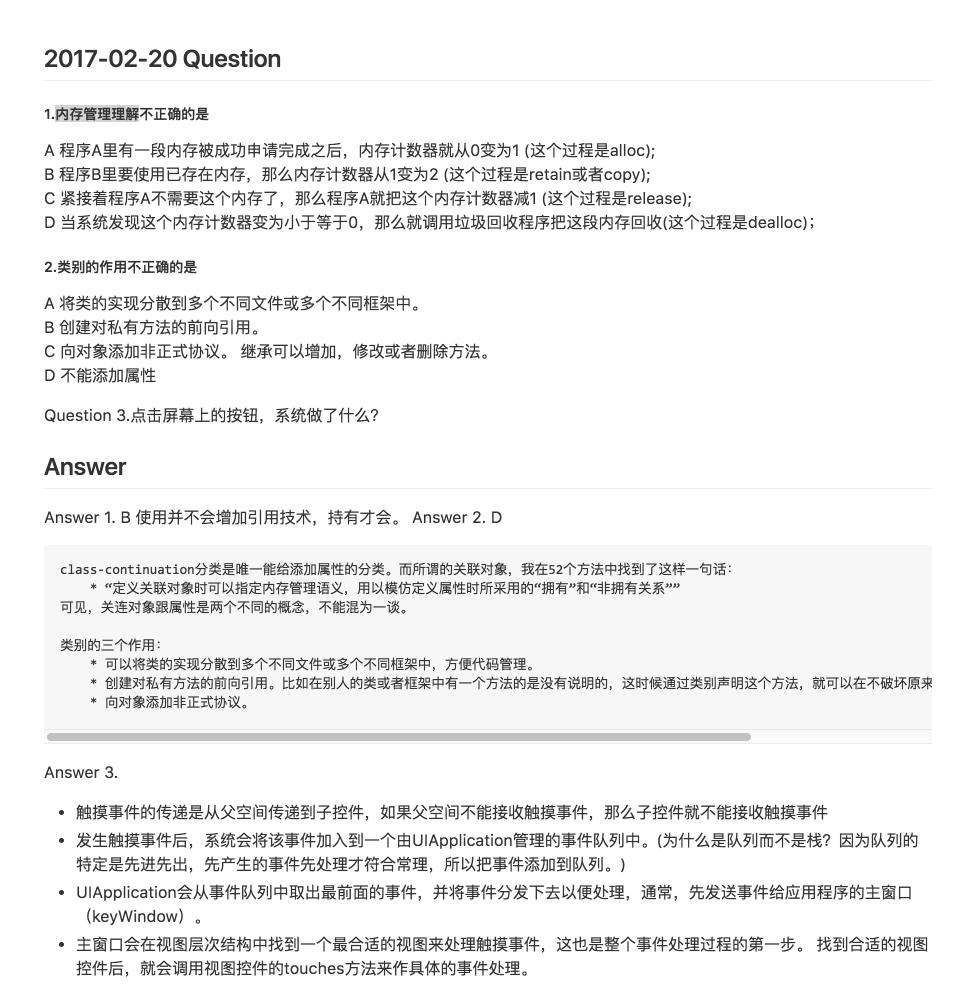 2017-02-20 Question
1.内存管理理解不正确的是
A 程序A里有一段内存被成功申请完成之后，内存计数器就从0变为1 (这个过程是alloc);
B 程序B里要使用已存在内存，那么内存计数器从1变为2 (这个过程是retain或者copy);
C 紧接着程序A不需要这个内存了，那么程序A就把这个内存计数器减1 (这个过程是release);
D 当系统发现这个内存计数器变为小于等于0，那么就调用垃圾回收程序把这段内存回收(这个过程是dealloc)；
2.类别的作用不正确的是
A 将类的实现分散到多个不同文件或多个不同框架中。
B 创建对私有方法的前向引用。
C 向对象添加非正式协议。 继承可以增加，修改或者删除方法。
D 不能添加属性
Question 3.点击屏幕上的按钮，系统做了什么?
Answer
Answer 1. B 使用并不会增加引用技术，持有才会。 Answer 2. D
class-continuation分类是唯一能给添加属性的分类。而所谓的关联对象，我在52个方法中找到了这样一句话：
* “定义关联对象时可以指定内存管理语义，用以模仿定义属性时所采用的“拥有”和“非拥有关系””
可见，关连对象跟属性是两个不同的概念，不能混为一谈。
类别的三个作用：
* 可以将类的实现分散到多个不同文件或多个不同框架中，方便代码管理。
* 创建对私有方法的前向引用。比如在别人的类或者框架中有一个方法的是没有说明的，这时候通过类别声明这个方法，就可以在不破坏原来
* 向对象添加非正式协议。
Answer 3.
• 触摸事件的传递是从父空间传递到子控件，如果父空间不能接收触摸事件，那么子控件就不能接收触摸事件
• 发生触摸事件后，系统会将该事件加入到一个由UIApplication管理的事件队列中。(为什么是队列而不是栈？因为队列的
特定是先进先出，先产生的事件先处理才符合常理，所以把事件添加到队列。)
• UIApplication会从事件队列中取出最前面的事件，并将事件分发下去以便处理，通常，先发送事件给应用程序的主窗口
（keyWindow）。
• 主窗口会在视图层次结构中找到一个最合适的视图来处理触摸事件，这也是整个事件处理过程的第一步。 找到合适的视图
控件后，就会调用视图控件的touches方法来作具体的事件处理。